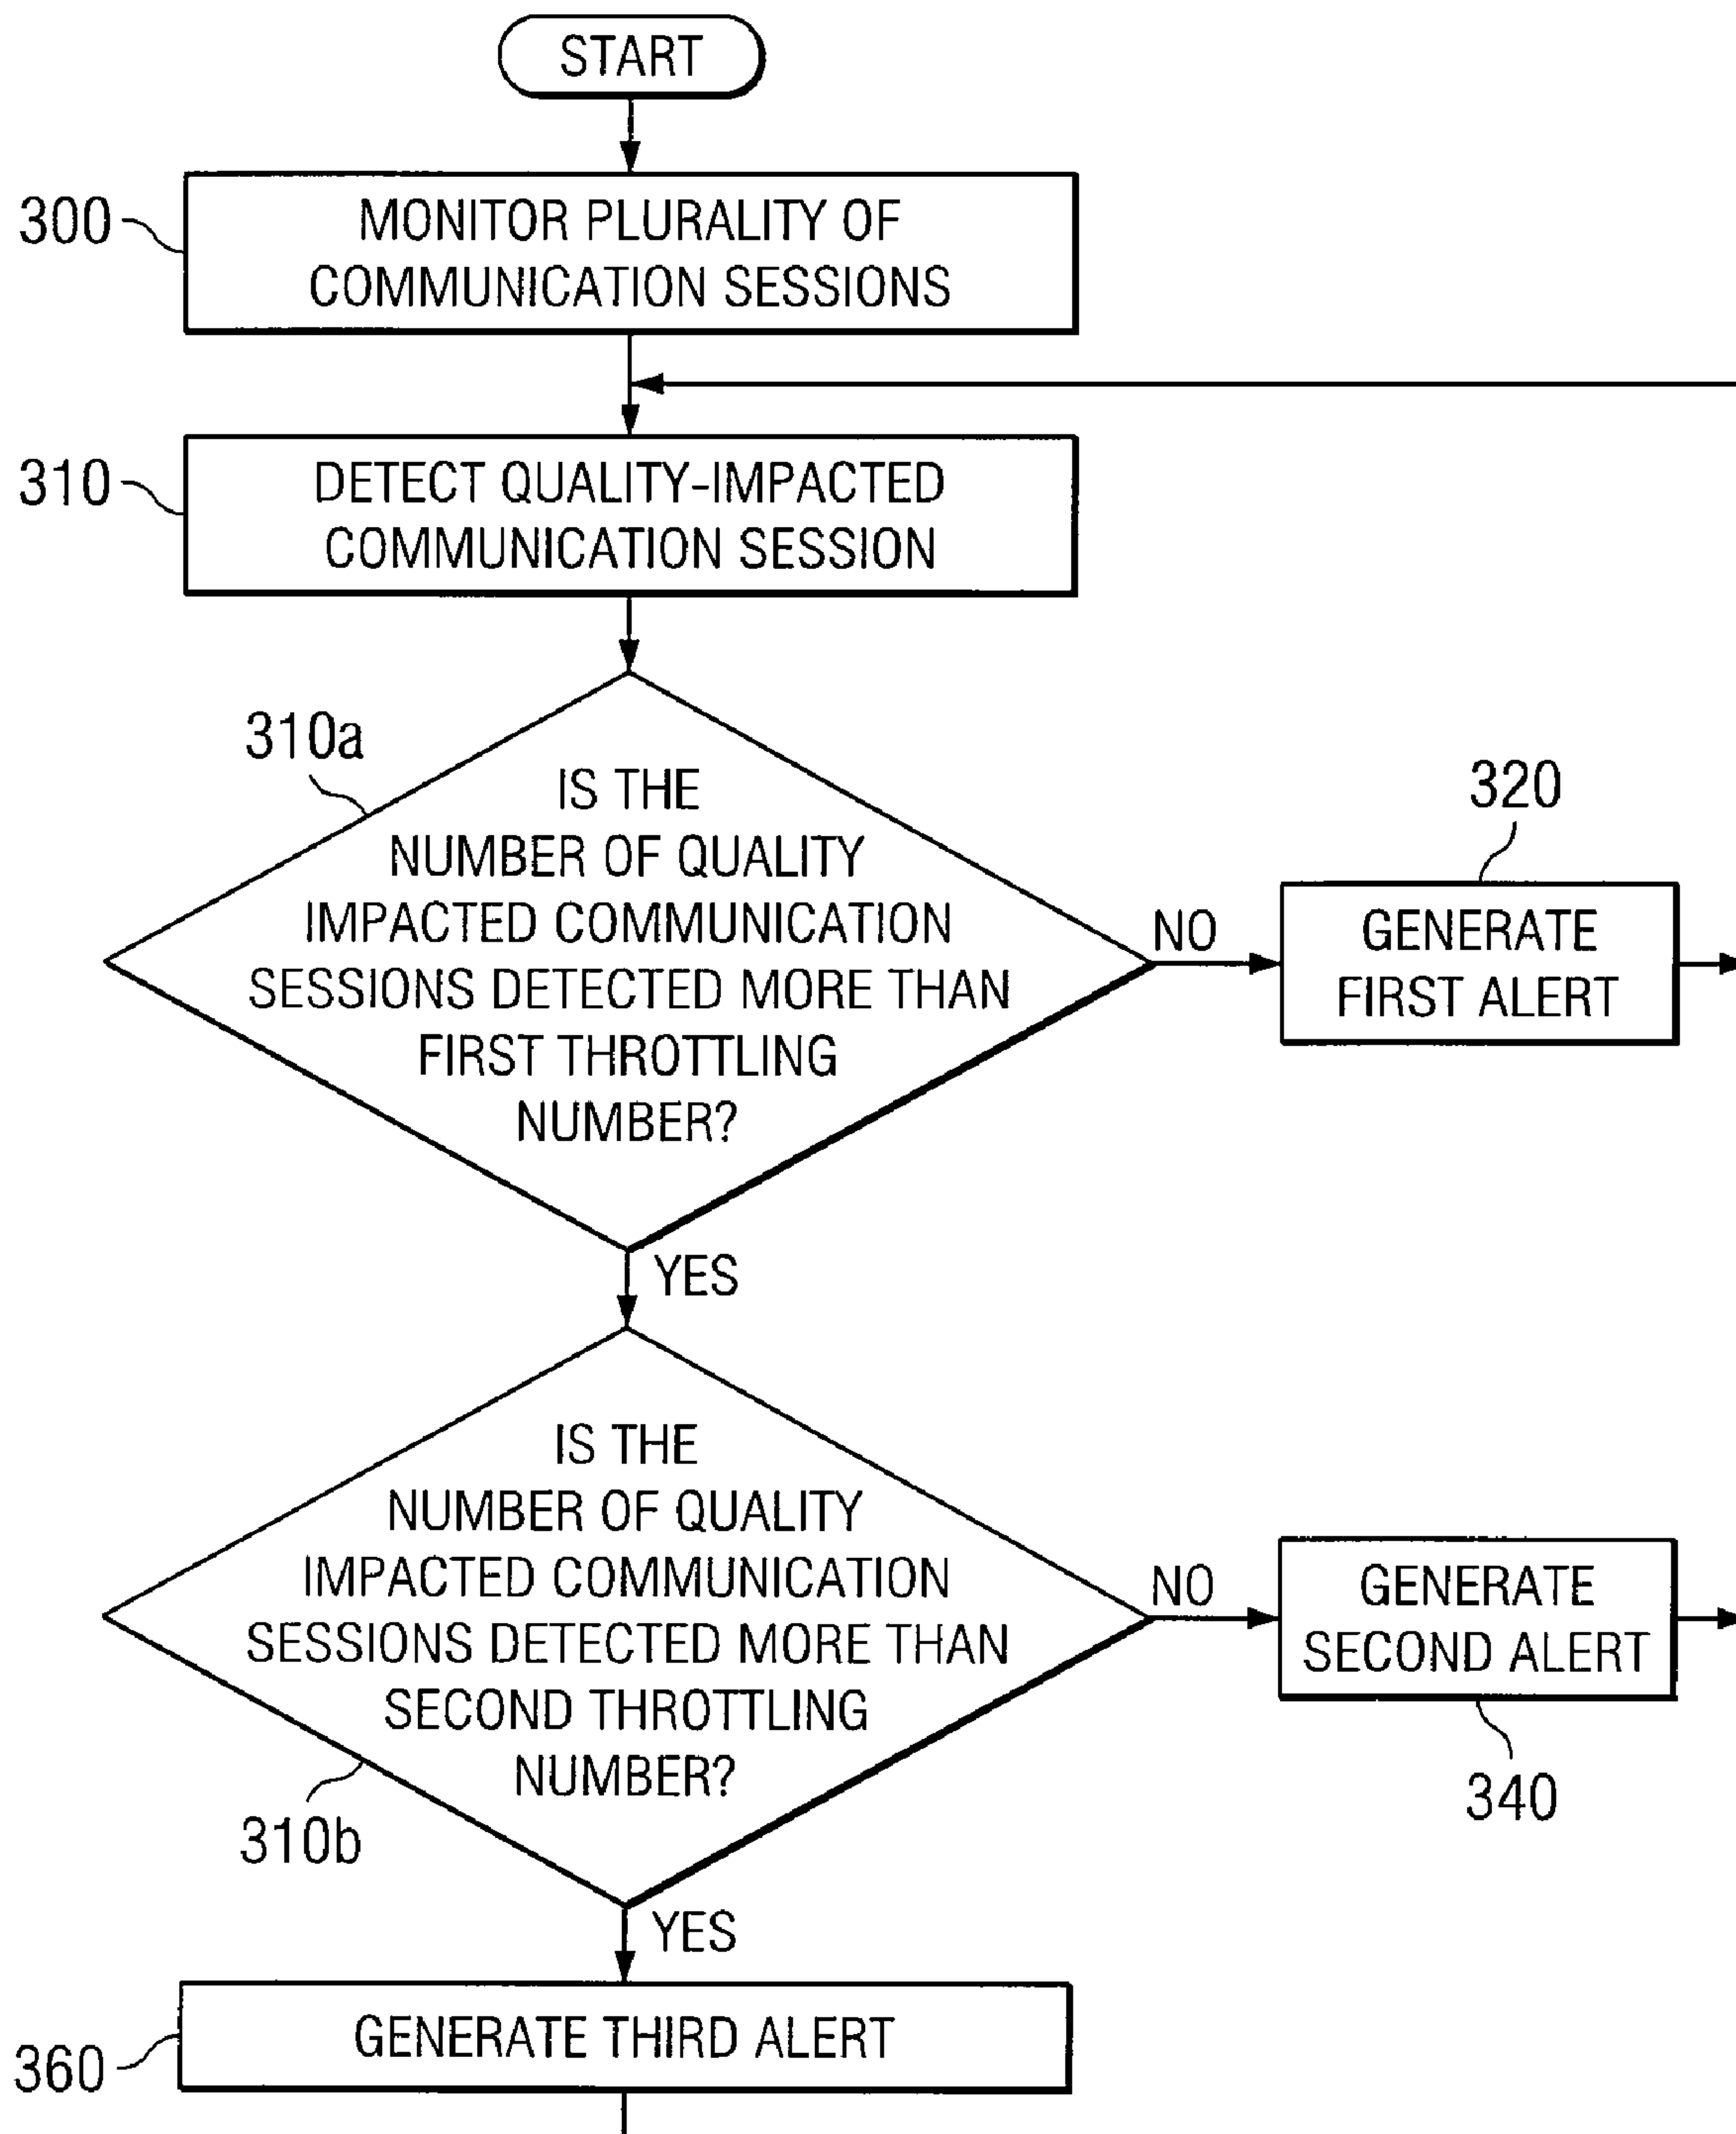 START
300
MONITOR PLURALITY OF
COMMUNICATION SESSIONS
310
DETECT QUALITY-IMPACTED
COMMUNICATION SESSION
310a
IS THE
NUMBER OF QUALITY
IMPACTED COMMUNICATION
SESSIONS DETECTED MORE THAN
FIRST THROTTLING
NUMBER?
NO
320
GENERATE
FIRST ALERT
YES
IS THE
NUMBER OF QUALITY
IMPACTED COMMUNICATION
SESSIONS DETECTED MORE THAN
SECOND THROTTLING
NUMBER?
310b
NO
GENERATE
SECOND ALERT
340
YES
360
GENERATE THIRD ALERT